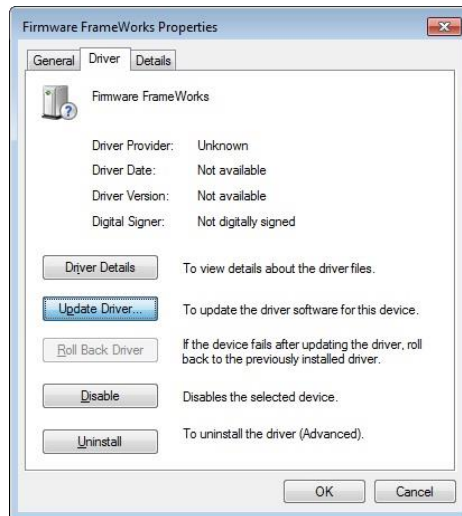 Firmware FrameWorks Properties
General Driver Details
Firmware FrameWorks
Driver Provider: Unknown
Driver Date: Not available
Driver Version: Not available
Digital Signer: Not digitally signed
Driver Details To view details about the driver files.
Update Driver... To update the driver software for this device.
Roll Back Driver If the device fails after updating the driver, roll
back to the previously installed driver.
Disable Disables the selected device.
Uninstall To uninstall the driver (Advanced).
OK Cancel